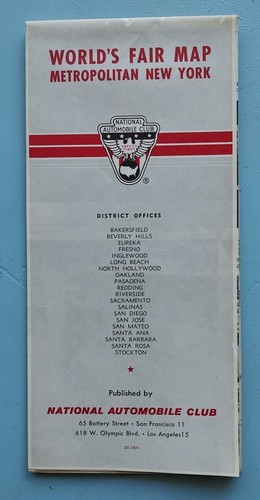 WORLD'S FAIR MAP
METROPOLITAN NEW YORK
NATIONAL
AUTOMOBILE CLUB
®
DISTRICT OFFICES
BAKERSFIELD
BEVERLY HILLS
EUREKA
FRESNO
INGLEWOOD
LONG BEACH
NORTH HOLLYWOOD
OAKLAND
PASADENA
REDDING
RIVERSIDE
SACRAMENTO
SALINAS
SAN DIEGO
SAN JOSE
SAN MATEO
SANTA ANA
SANTA BARBARA
SANTA ROSA
STOCKTON
Published by
NATIONAL AUTOMOBILE CLUB
65 Battery Street • San Francisco 11
618 W. Olympic Blvd. • Los Angeles 15